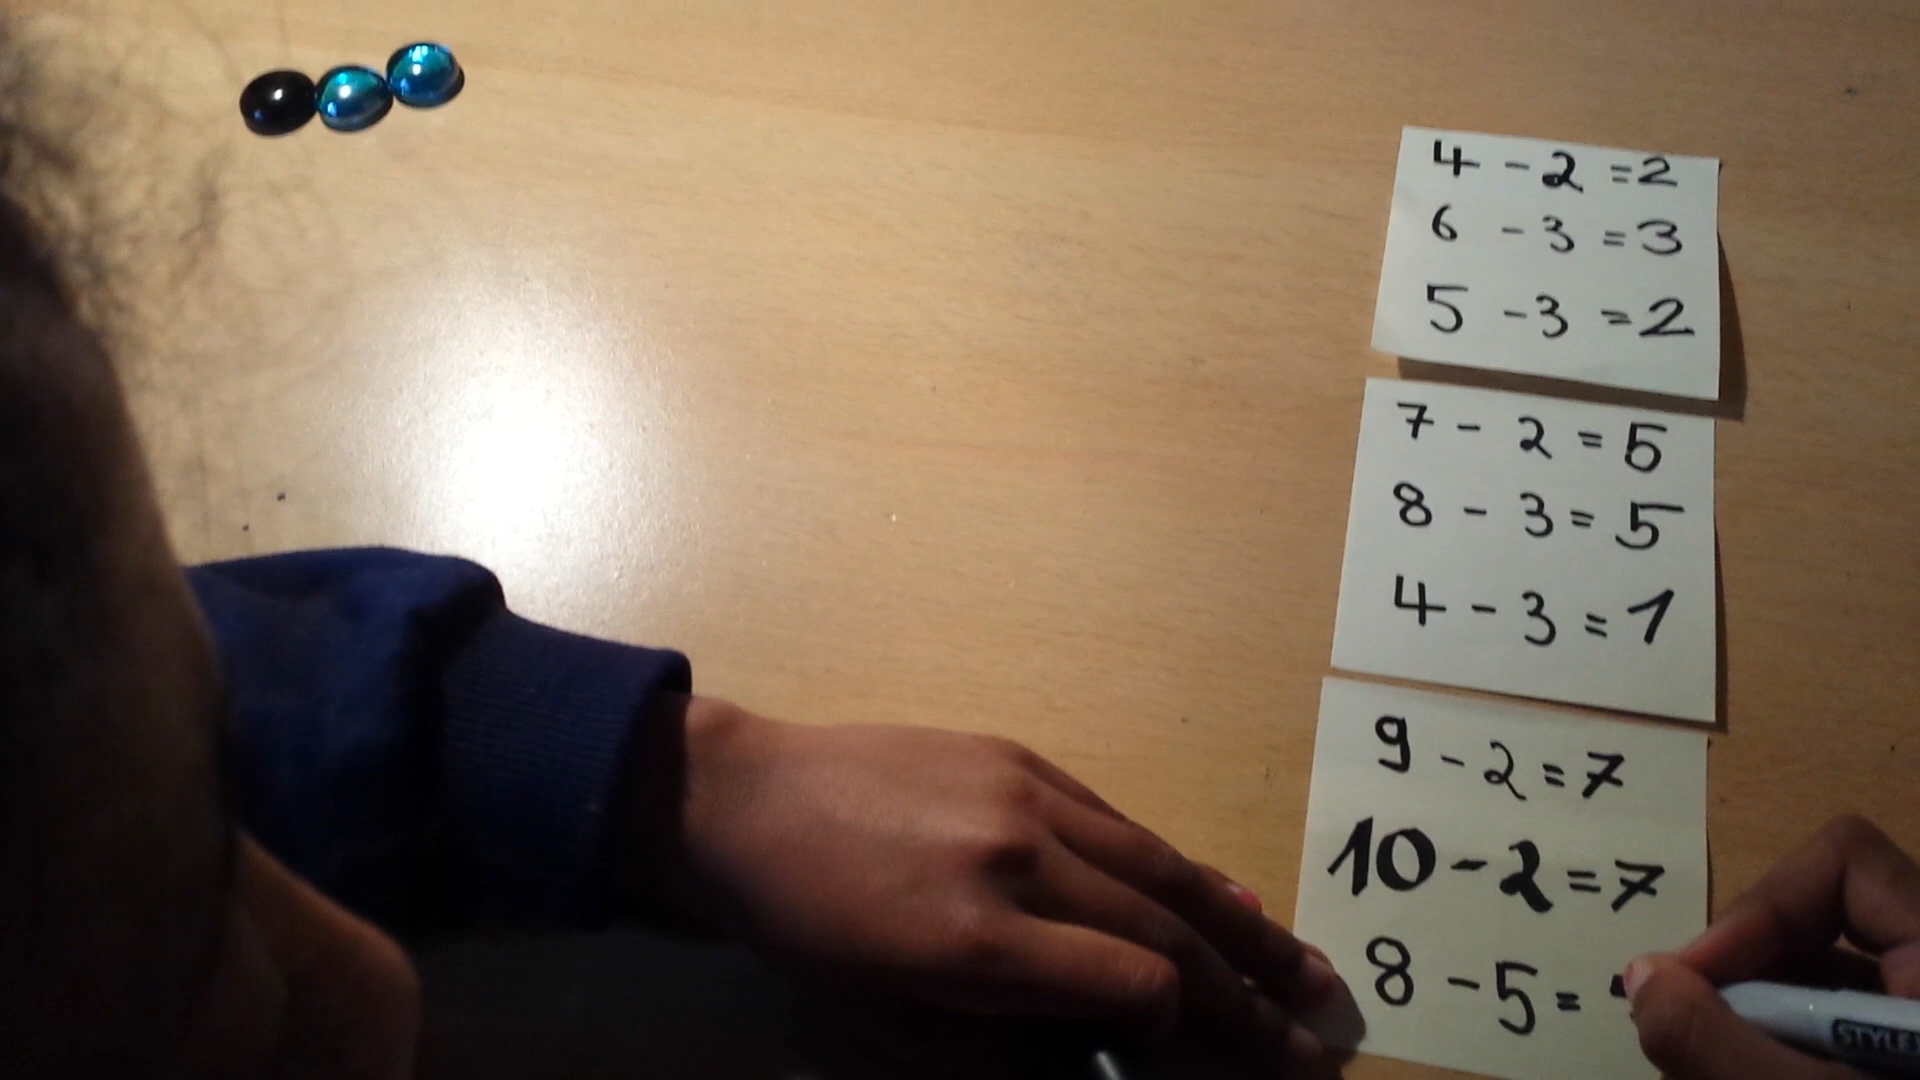 4 - 2 = 2
6 - 3 = 3
5 - 3 = 2
7 - 2 = 5
8 - 3 = 5
4 - 3 = 1
9 - 2 = 7
10 - 2 = 7
8 - 5 =